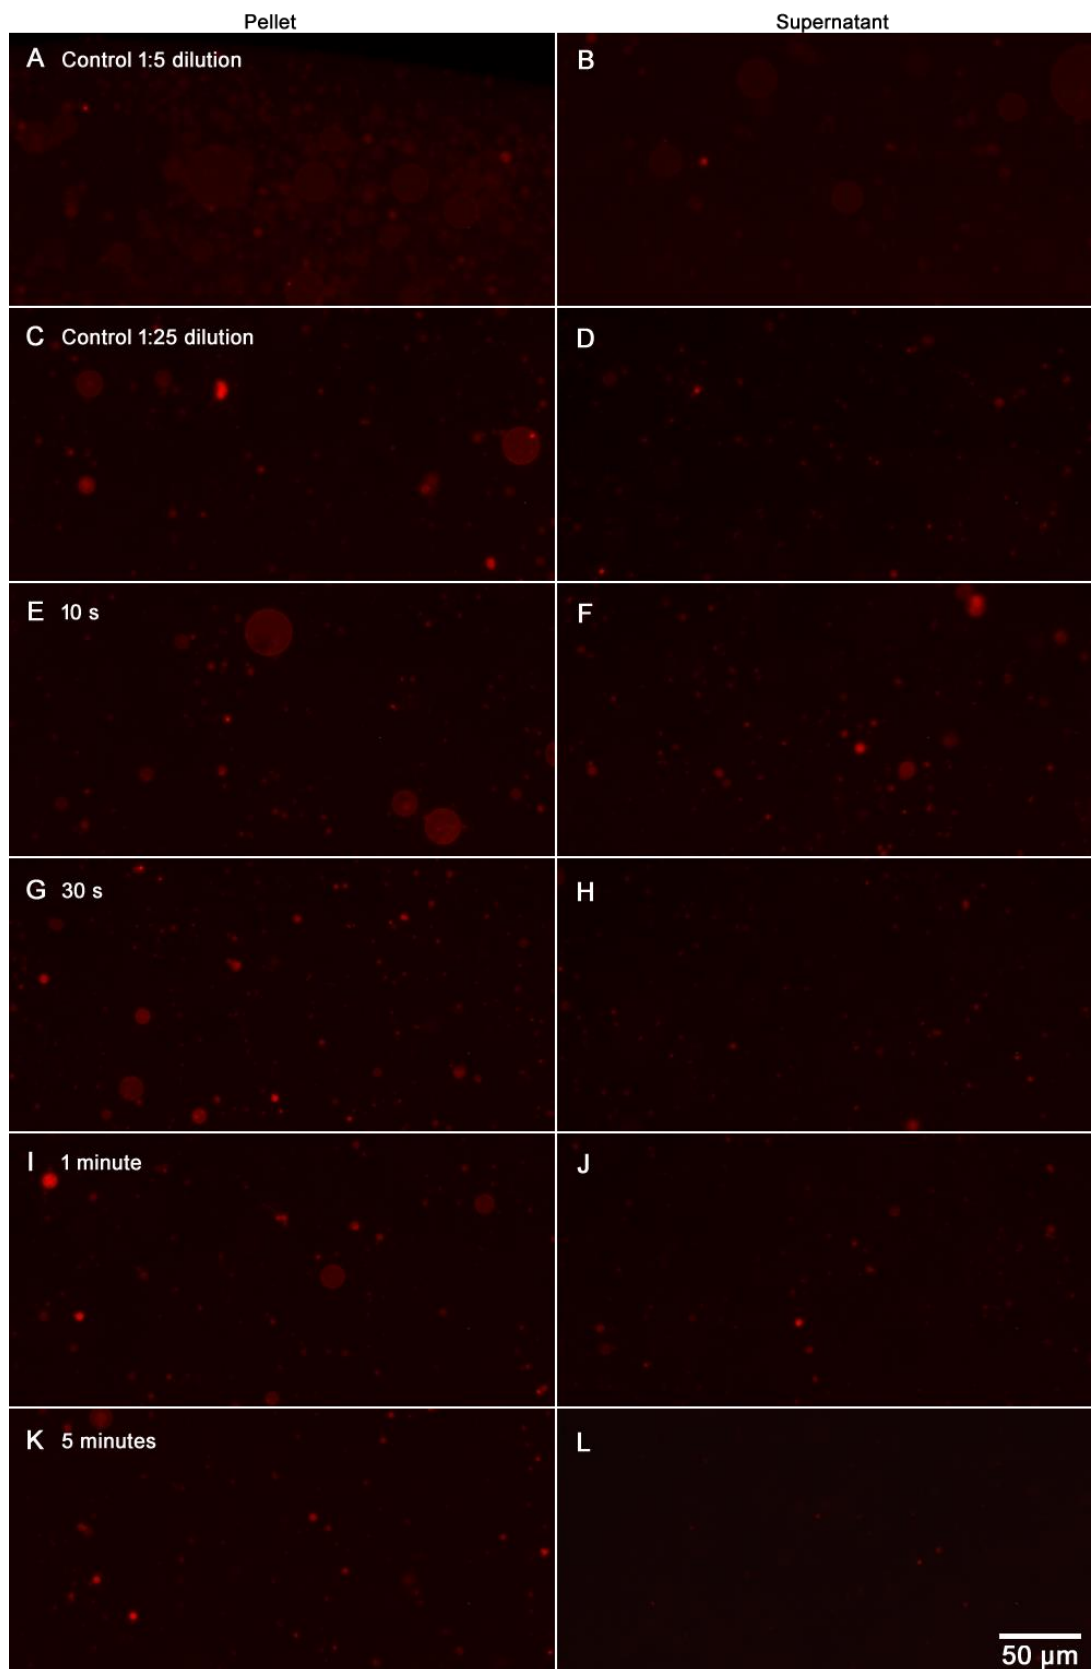 Pellet Supernatant
A Control 1:5 dilution B
C Control 1:25 dilution D
E 10 s F
G 30 s H
I 1 minute J
K 5 minutes L
50 µm